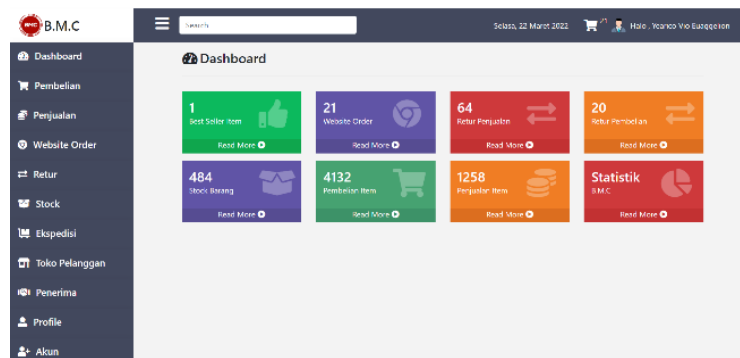 BMC B.M.C
Search
Selasa, 22 Maret 2022
Dashboard
Pembelian
Penjualan
Website Order
Retur
Stock
Ekspedisi
Toko Pelanggan
Penerima
Profile
Akun
Dashboard
1
Best Seller Item
Read More
21
Website Order
Read More
64
Retur Penjualan
Read More
20
Retur Pembelian
Read More
484
Stock Barang
Read More
4132
Pembelian Item
Read More
1258
Penjualan Item
Read More
Statistik
B.M.C
Read More